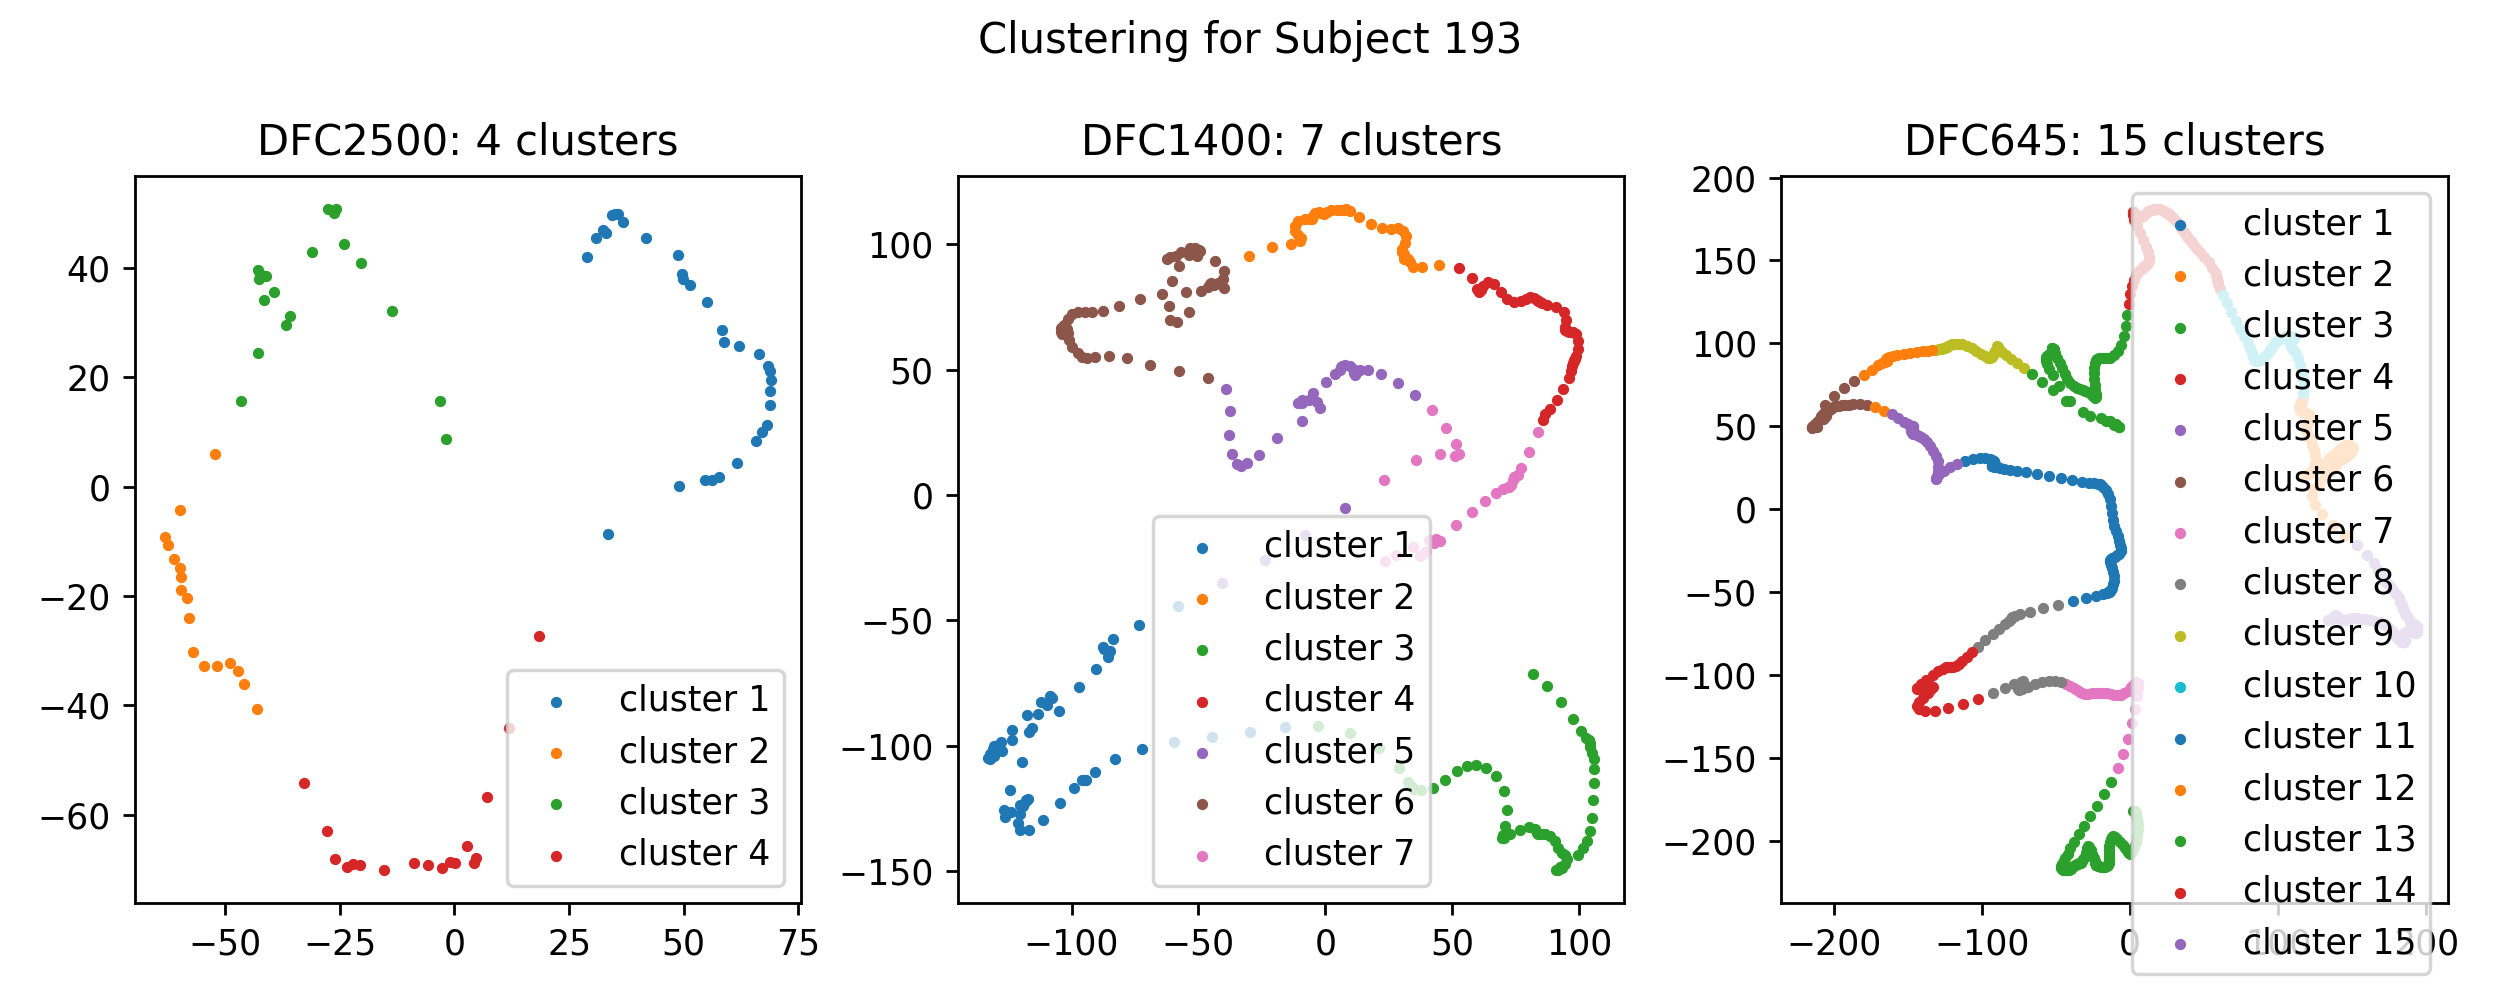 Clustering for Subject 193
DFC2500: 4 clusters
40
20
0
−20
−40
−60
−50
−25
0
25
50
75
cluster 1
cluster 2
cluster 3
cluster 4
DFC1400: 7 clusters
100
50
0
−50
−100
−150
−100
−50
0
50
100
cluster 1
cluster 2
cluster 3
cluster 4
cluster 5
cluster 6
cluster 7
DFC645: 15 clusters
200
150
100
50
0
−50
−100
−150
−200
−200
−100
0
100
200
cluster 1
cluster 2
cluster 3
cluster 4
cluster 5
cluster 6
cluster 7
cluster 8
cluster 9
cluster 10
cluster 11
cluster 12
cluster 13
cluster 14
cluster 15